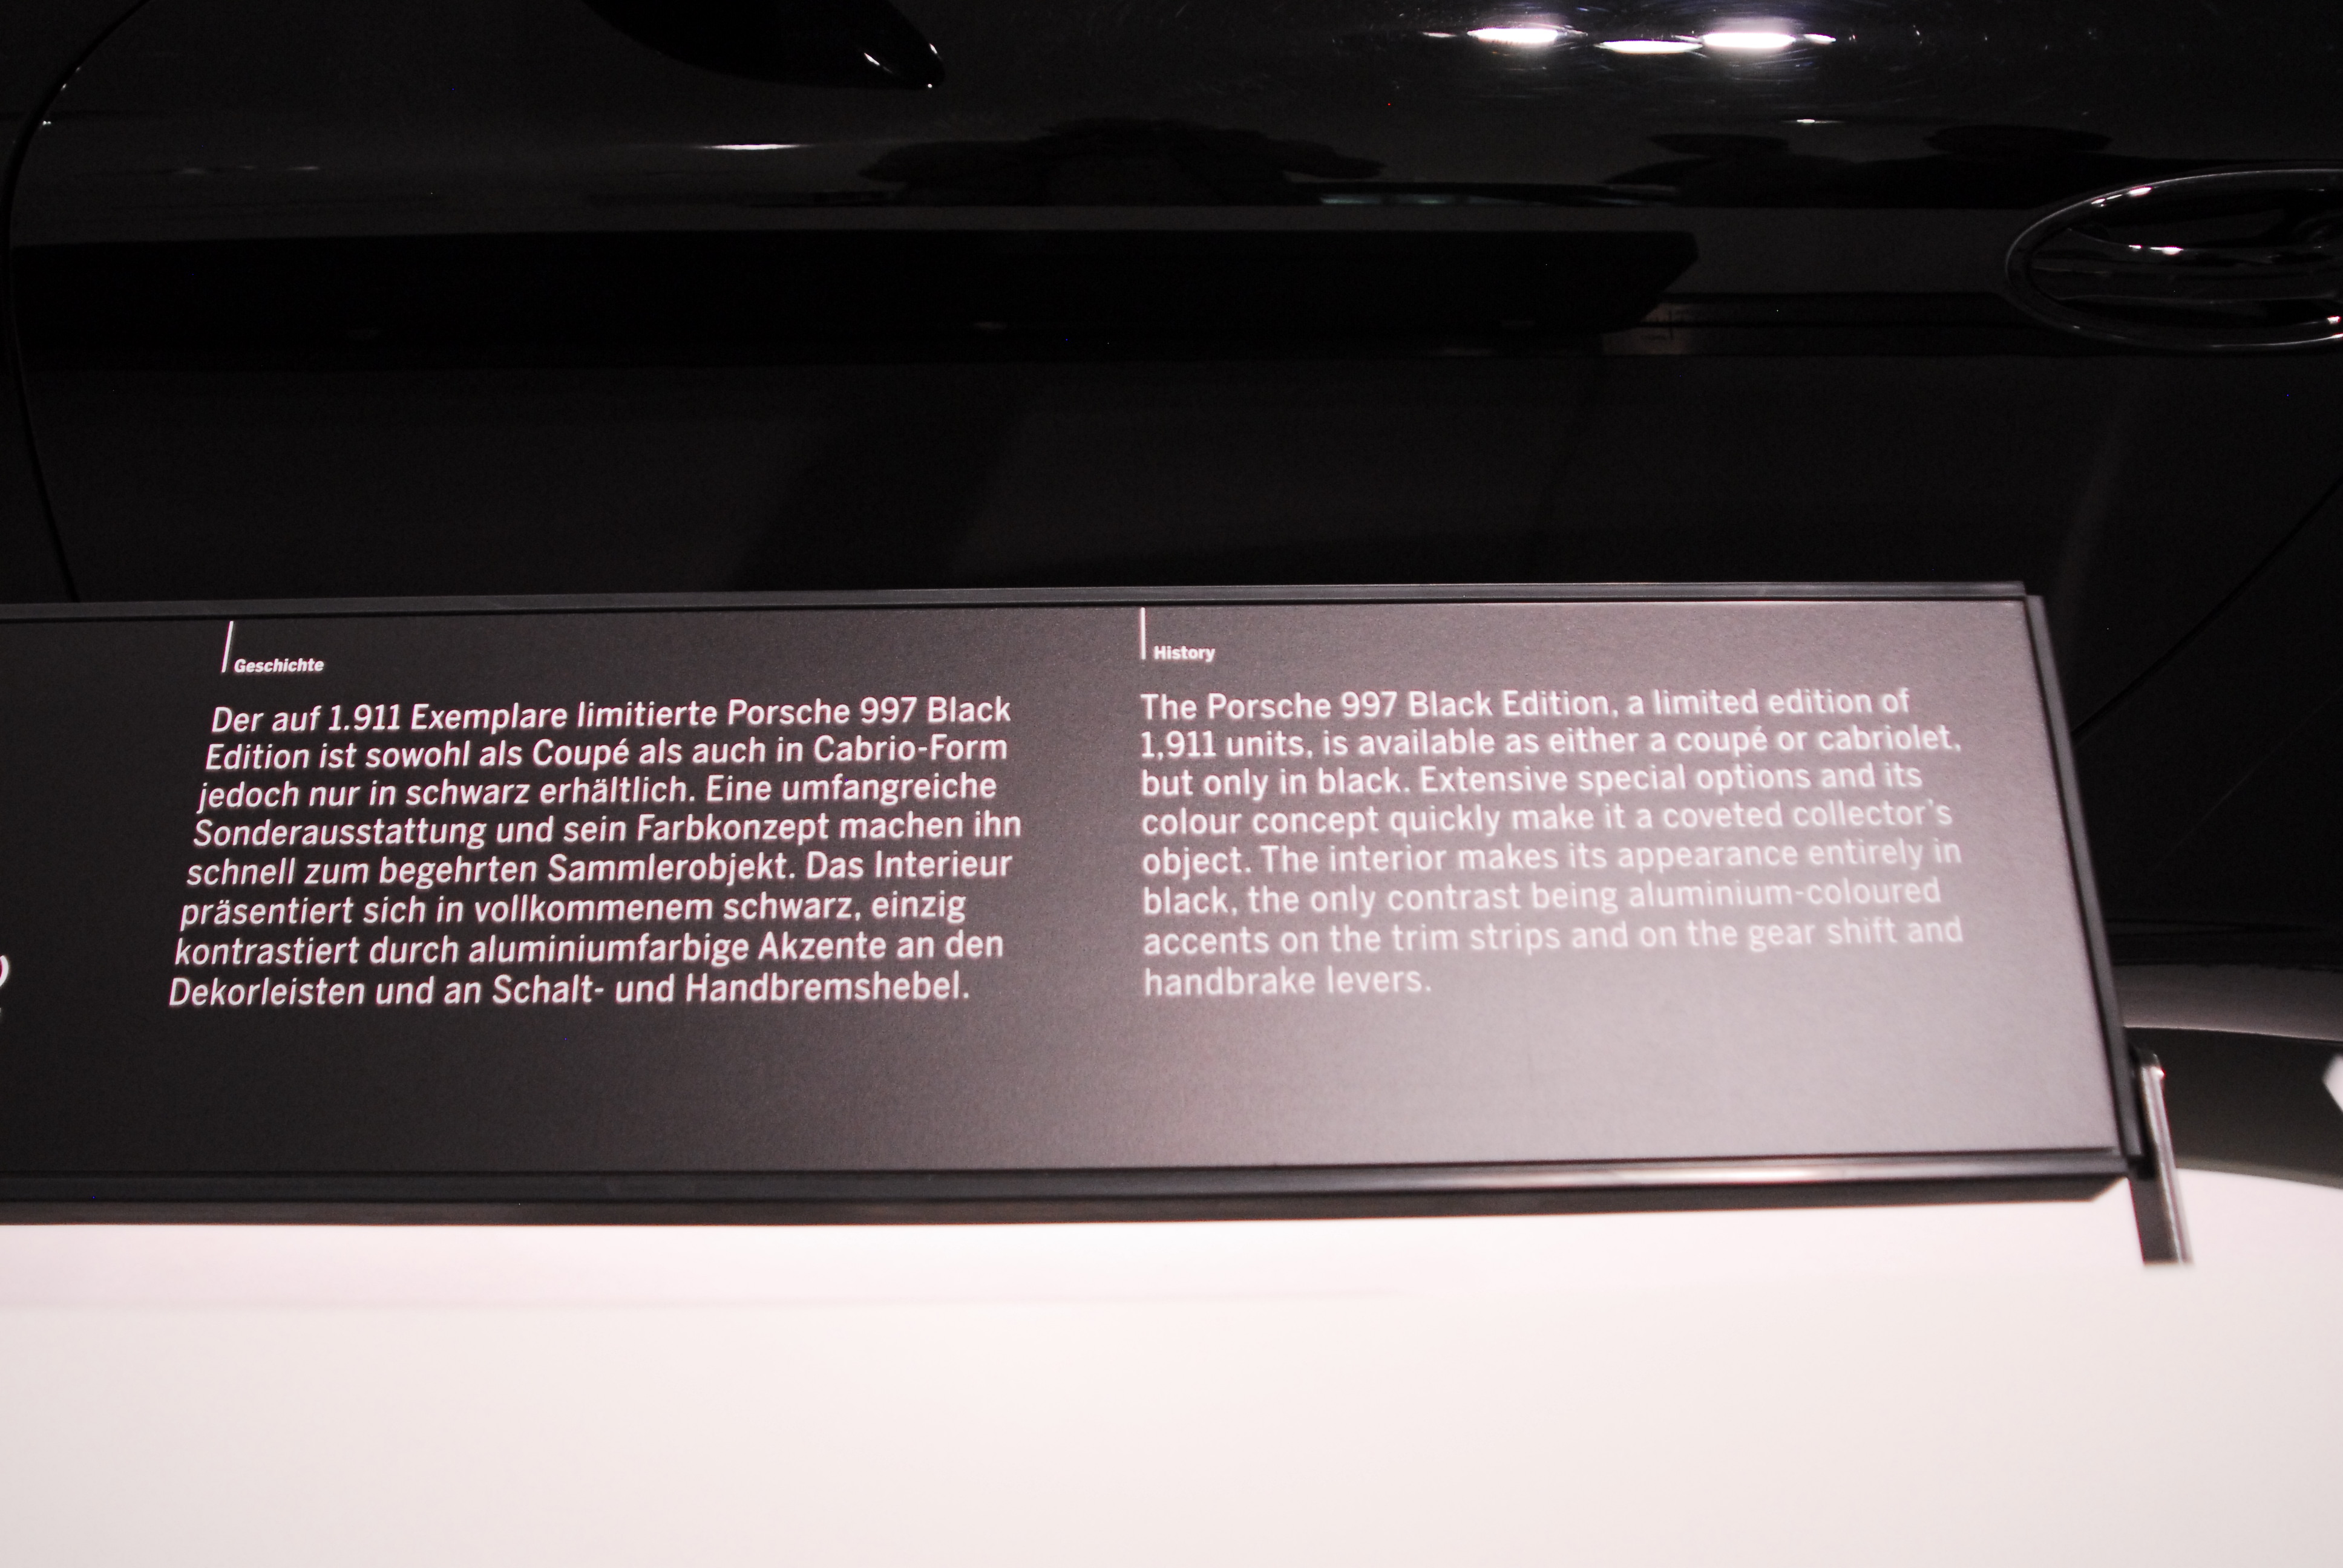 Geschichte
Der auf 1.911 Exemplare limitierte Porsche 997 Black
Edition ist sowohl als Coupé als auch in Cabrio-Form
jedoch nur in schwarz erhältlich. Eine umfangreiche
Sonderausstattung und sein Farbkonzept machen ihn
schnell zum begehrten Sammlerobjekt. Das Interieur
präsentiert sich in vollkommenem schwarz, einzig
kontrastiert durch aluminiumfarbige Akzente an den
Dekorleisten und an Schalt- und Handbremshebel.
History
The Porsche 997 Black Edition, a limited edition of
1,911 units, is available as either a coupé or cabriolet,
but only in black. Extensive special options and its
colour concept quickly make it a coveted collector's
object. The interior makes its appearance entirely in
black, the only contrast being aluminium-coloured
accents on the trim strips and on the gear shift and
handbrake levers.